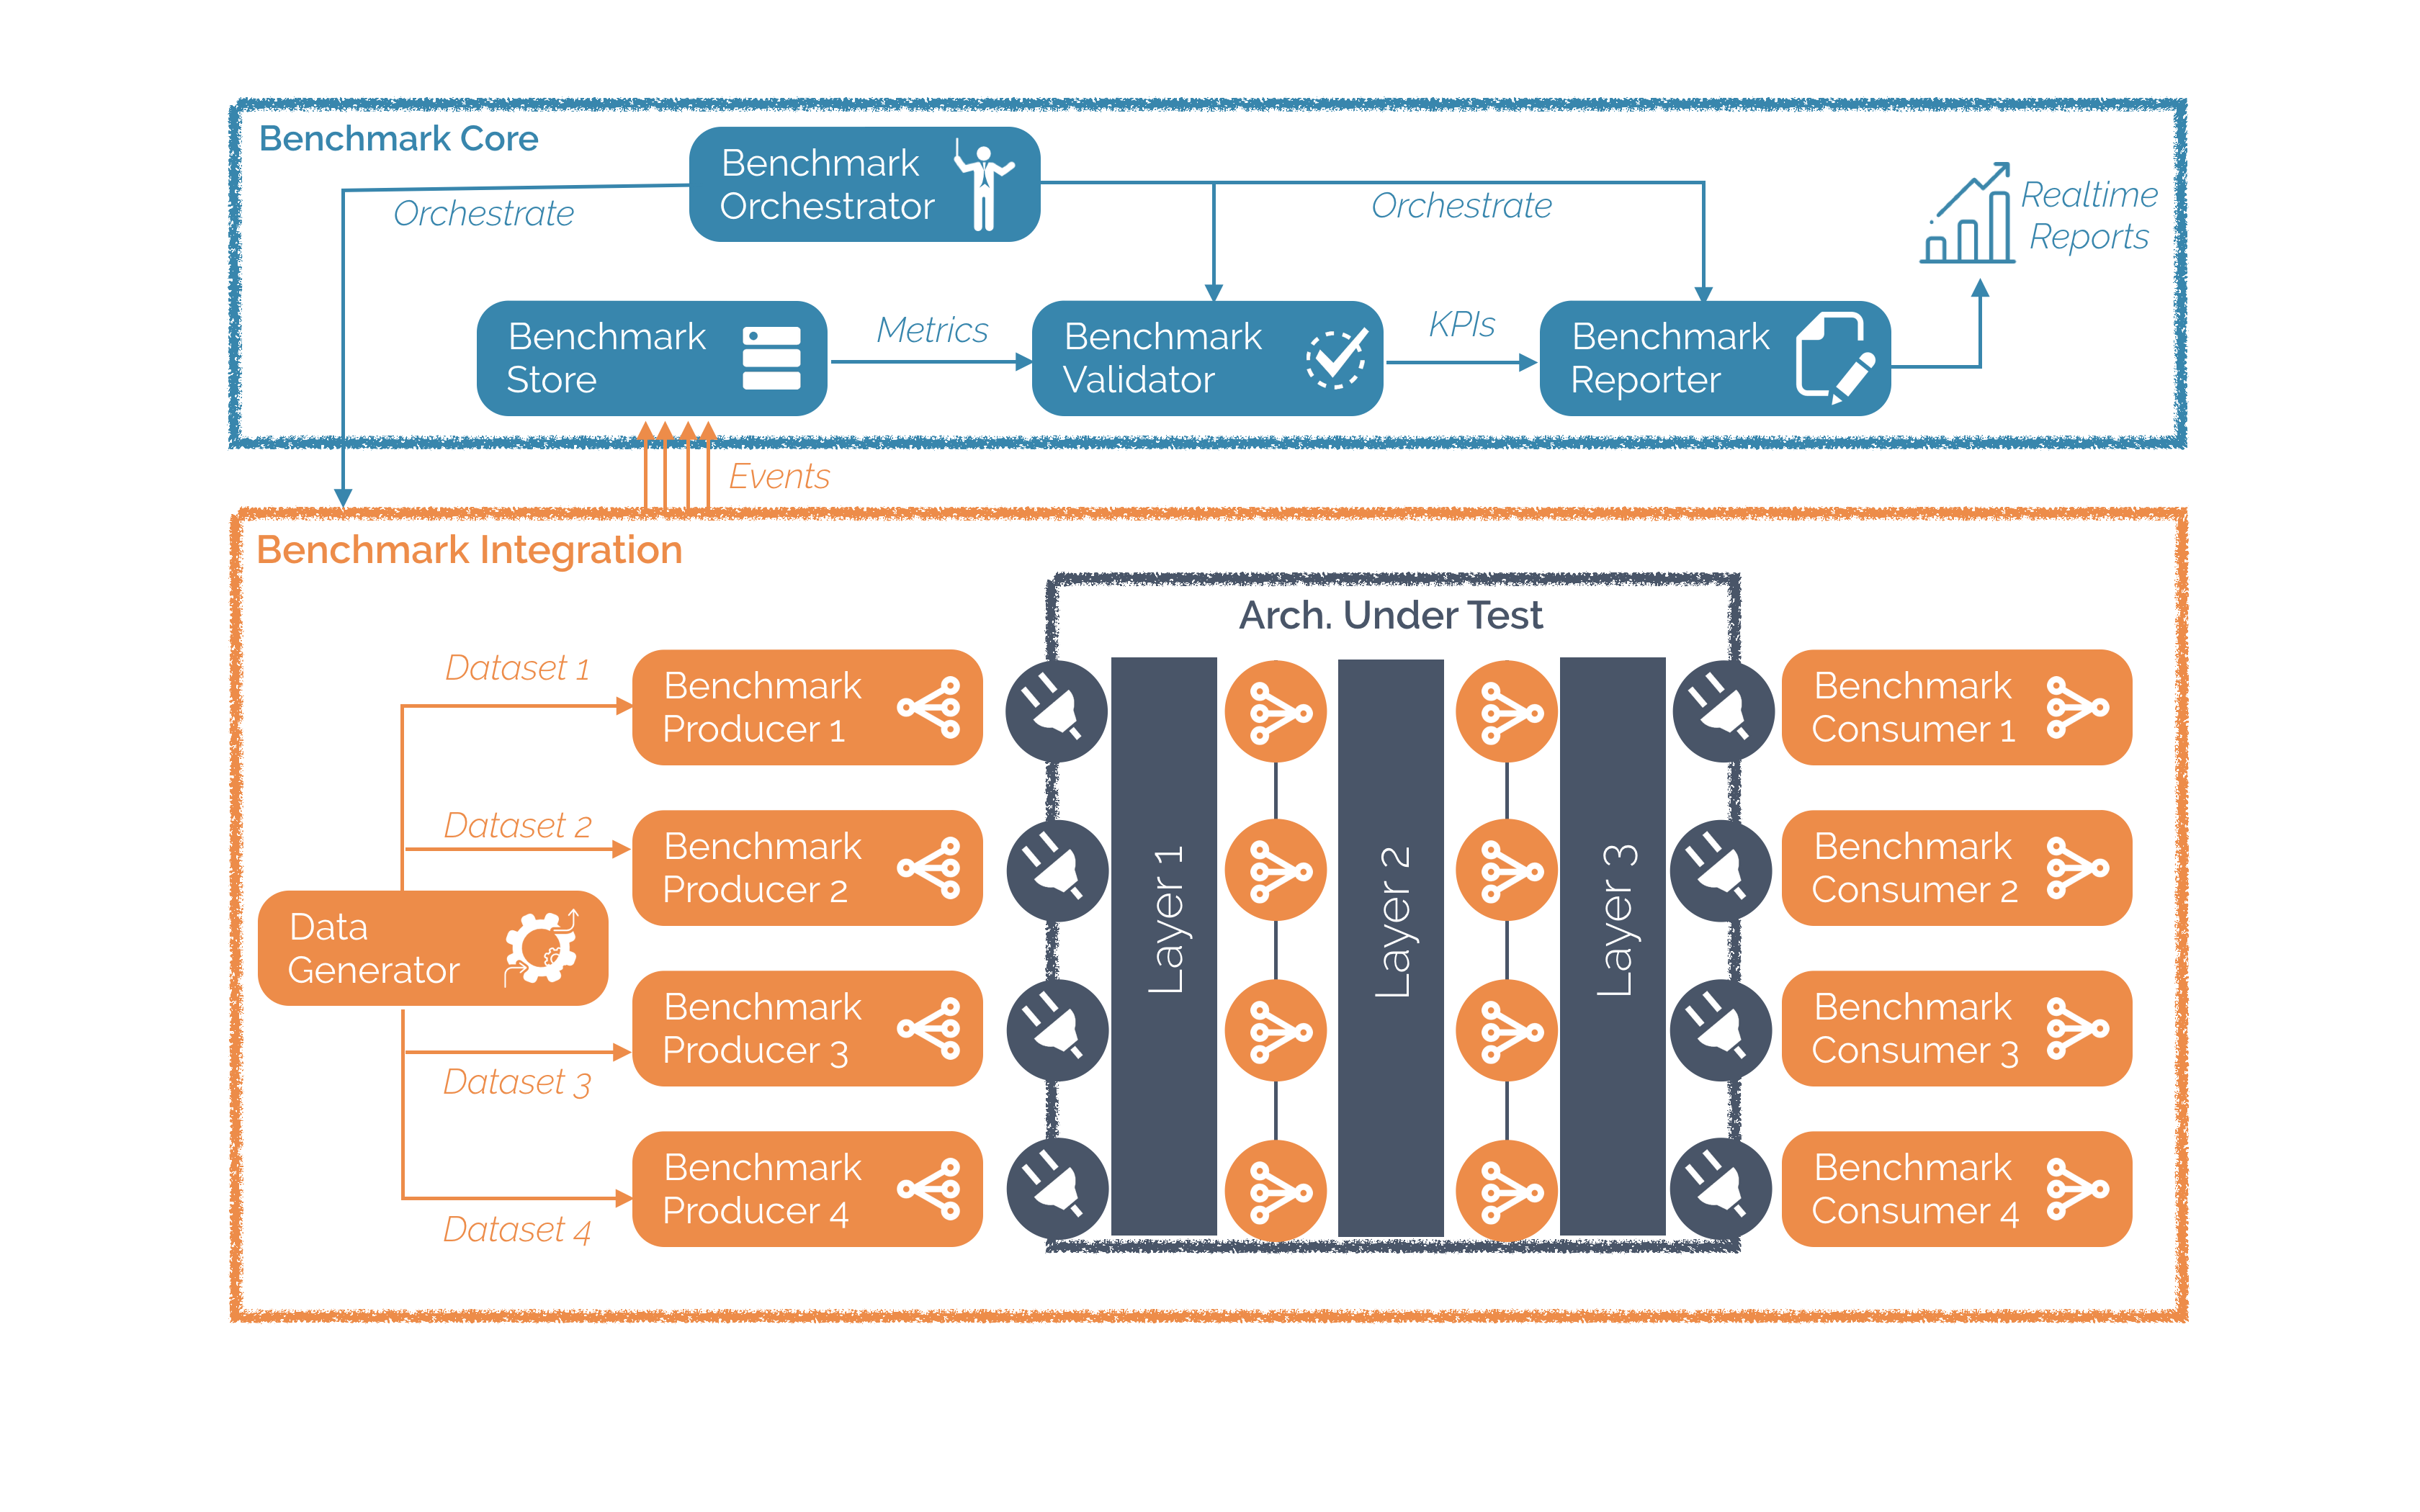 Benchmark Core
Benchmark
Orchestrator
Orchestrate
Orchestrate
Realtime
Reports
Benchmark
Store
Metrics
Benchmark
Validator
KPIs
Benchmark
Reporter
Events
Benchmark Integration
Arch. Under Test
Data
Generator
Dataset 1
Dataset 2
Dataset 3
Dataset 4
Benchmark
Producer 1
Benchmark
Producer 2
Benchmark
Producer 3
Benchmark
Producer 4
Layer 1
Layer 2
Layer 3
Benchmark
Consumer 1
Benchmark
Consumer 2
Benchmark
Consumer 3
Benchmark
Consumer 4